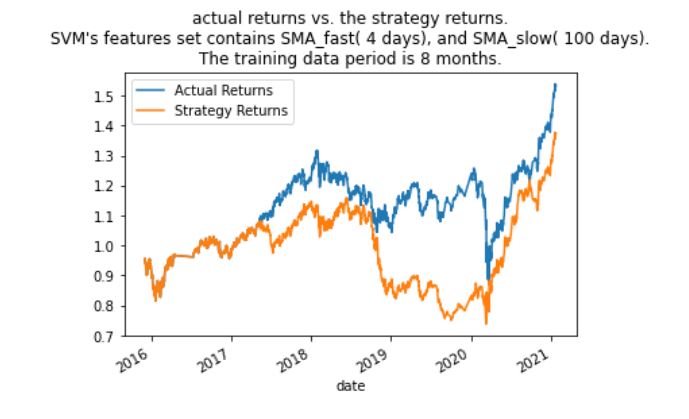 actual returns vs. the strategy returns.
SVM's features set contains SMA_fast( 4 days), and SMA_slow( 100 days).
The training data period is 8 months.
Actual Returns
Strategy Returns
1.5
1.4
1.3
1.2
1.1
1.0
0.9
0.8
0.7
2016
2017
2018
2019
2020
2021
date